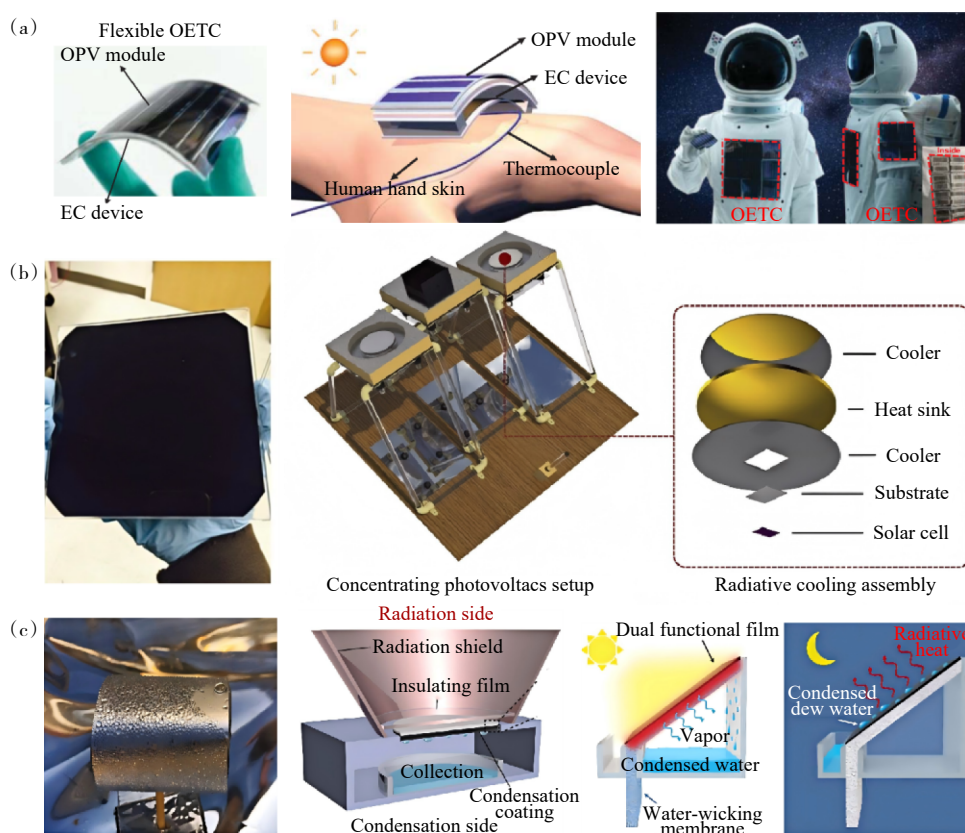 (a)
Flexible OETC
OPV module
EC device
OPV module
EC device
Thermocouple
Human hand skin
Inside
OETC
OETC
(b)
Cooler
Heat sink
Cooler
Substrate
Solar cell
Concentrating photovoltacs setup
Radiative cooling assembly
(c)
Radiation side
Radiation shield
Insulating film
Collection
Condensation
coating
Condensation side
Dual functional film
Vapor
Condensed water
Water-wicking
membrane
Radiative
heat
Condensed
dew water